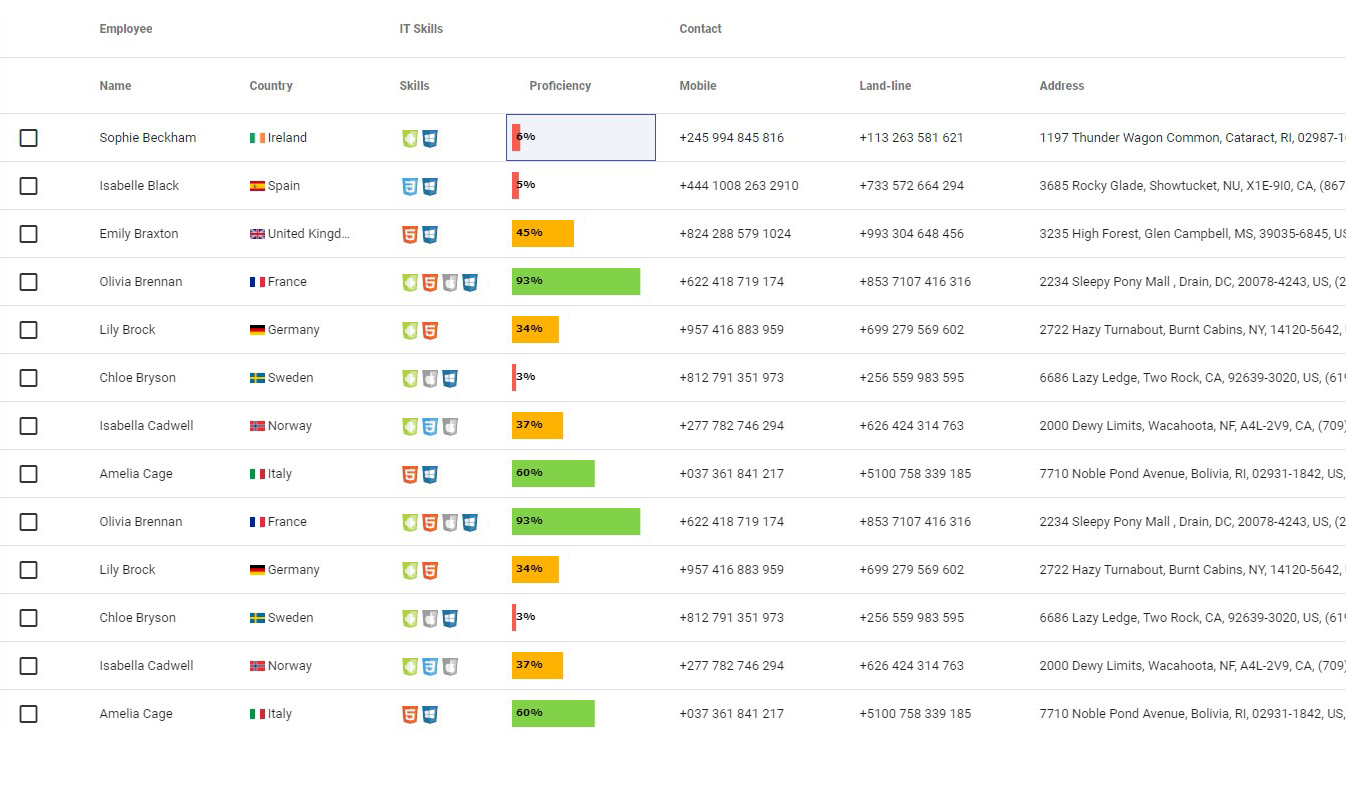 Employee IT Skills Contact
Name Country Skills Proficiency Mobile Land-line Address
Sophie Beckham Ireland 6% +245 994 845 816 +113 263 581 621 1197 Thunder Wagon Common, Cataract, RI, 02987-1
Isabelle Black Spain 5% +444 1008 263 2910 +733 572 664 294 3685 Rocky Glade, Showtucket, NU, X1E-9I0, CA, (867
Emily Braxton United Kingd... 45% +824 288 579 1024 +993 304 648 456 3235 High Forest, Glen Campbell, MS, 39035-6845, US
Olivia Brennan France 93% +622 418 719 174 +853 7107 416 316 2234 Sleepy Pony Mall , Drain, DC, 20078-4243, US, (2
Lily Brock Germany 34% +957 416 883 959 +699 279 569 602 2722 Hazy Turnabout, Burnt Cabins, NY, 14120-5642,
Chloe Bryson Sweden 3% +812 791 351 973 +256 559 983 595 6686 Lazy Ledge, Two Rock, CA, 92639-3020, US, (619
Isabella Cadwell Norway 37% +277 782 746 294 +626 424 314 763 2000 Dewy Limits, Wacahoota, NF, A4L-2V9, CA, (709)
Amelia Cage Italy 60% +037 361 841 217 +5100 758 339 185 7710 Noble Pond Avenue, Bolivia, RI, 02931-1842, US,
Olivia Brennan France 93% +622 418 719 174 +853 7107 416 316 2234 Sleepy Pony Mall , Drain, DC, 20078-4243, US, (2
Lily Brock Germany 34% +957 416 883 959 +699 279 569 602 2722 Hazy Turnabout, Burnt Cabins, NY, 14120-5642,
Chloe Bryson Sweden 3% +812 791 351 973 +256 559 983 595 6686 Lazy Ledge, Two Rock, CA, 92639-3020, US, (619
Isabella Cadwell Norway 37% +277 782 746 294 +626 424 314 763 2000 Dewy Limits, Wacahoota, NF, A4L-2V9, CA, (709)
Amelia Cage Italy 60% +037 361 841 217 +5100 758 339 185 7710 Noble Pond Avenue, Bolivia, RI, 02931-1842, US,